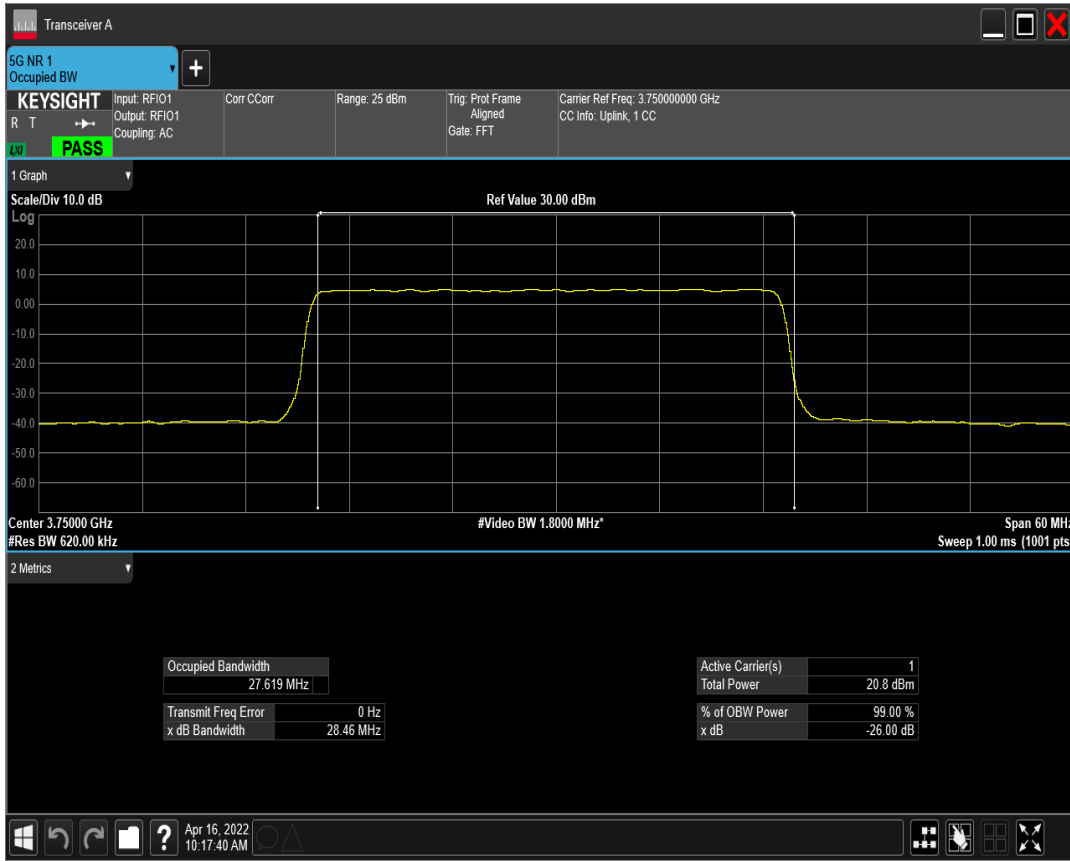 Transceiver A
5G NR 1
Occupied BW
KEYSIGHT
R T
LXI
PASS
Input: RFIO1
Output: RFIO1
Coupling: AC
Corr CCorr
Range: 25 dBm
Trig: Prot Frame
Aligned
Gate: FFT
Carrier Ref Freq: 3.750000000 GHz
CC Info: Uplink, 1 CC
1 Graph
Scale/Div 10.0 dB
Ref Value 30.00 dBm
Log
20.0
10.0
0.00
-10.0
-20.0
-30.0
-40.0
-50.0
-60.0
Center 3.75000 GHz
#Video BW 1.8000 MHz*
Span 60 MHz
#Res BW 620.00 kHz
Sweep 1.00 ms (1001 pts
2 Metrics
Occupied Bandwidth
27.619 MHz
Transmit Freq Error 0 Hz
x dB Bandwidth 28.46 MHz
Active Carrier(s) 1
Total Power 20.8 dBm
% of OBW Power 99.00 %
x dB -26.00 dB
Apr 16, 2022
10:17:40 AM